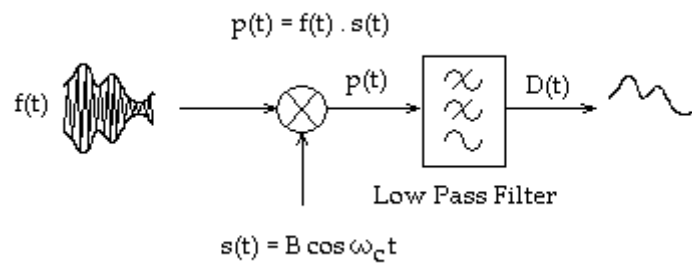 p(t) = f(t) . s(t)
f(t)
p(t)
D(t)
Low Pass Filter
s(t) = B cos ω_c t